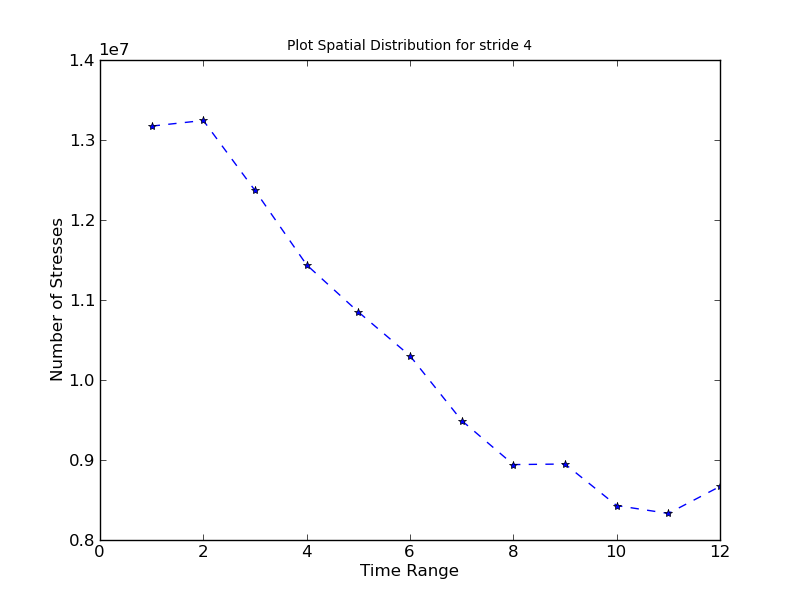 Plot Spatial Distribution for stride 4
1e7
1.4
1.3
1.2
1.1
1.0
0.9
0.8
Number of Stresses
0 2 4 6 8 10 12
Time Range